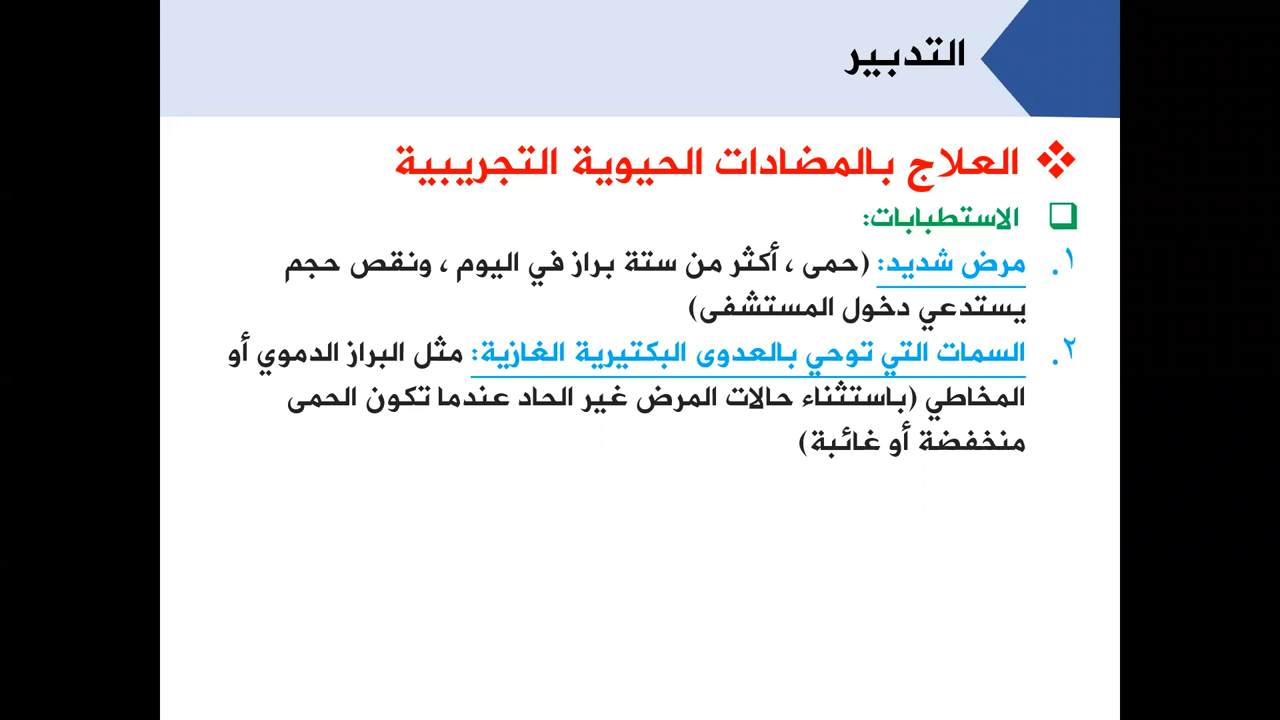 التدبير
العلاج بالمضادات الحيوية التجريبية
الاستطبابات:
١. مرض شديد: (حمى ، أكثر من ستة براز في اليوم ، ونقص حجم
يستدعي دخول المستشفى)
٢. السمات التي توحي بالعدوى البكتيرية الغازية: مثل البراز الدموي أو
المخاطي (باستثناء حالات المرض غير الحاد عندما تكون الحمى
منخفضة أو غائبة)